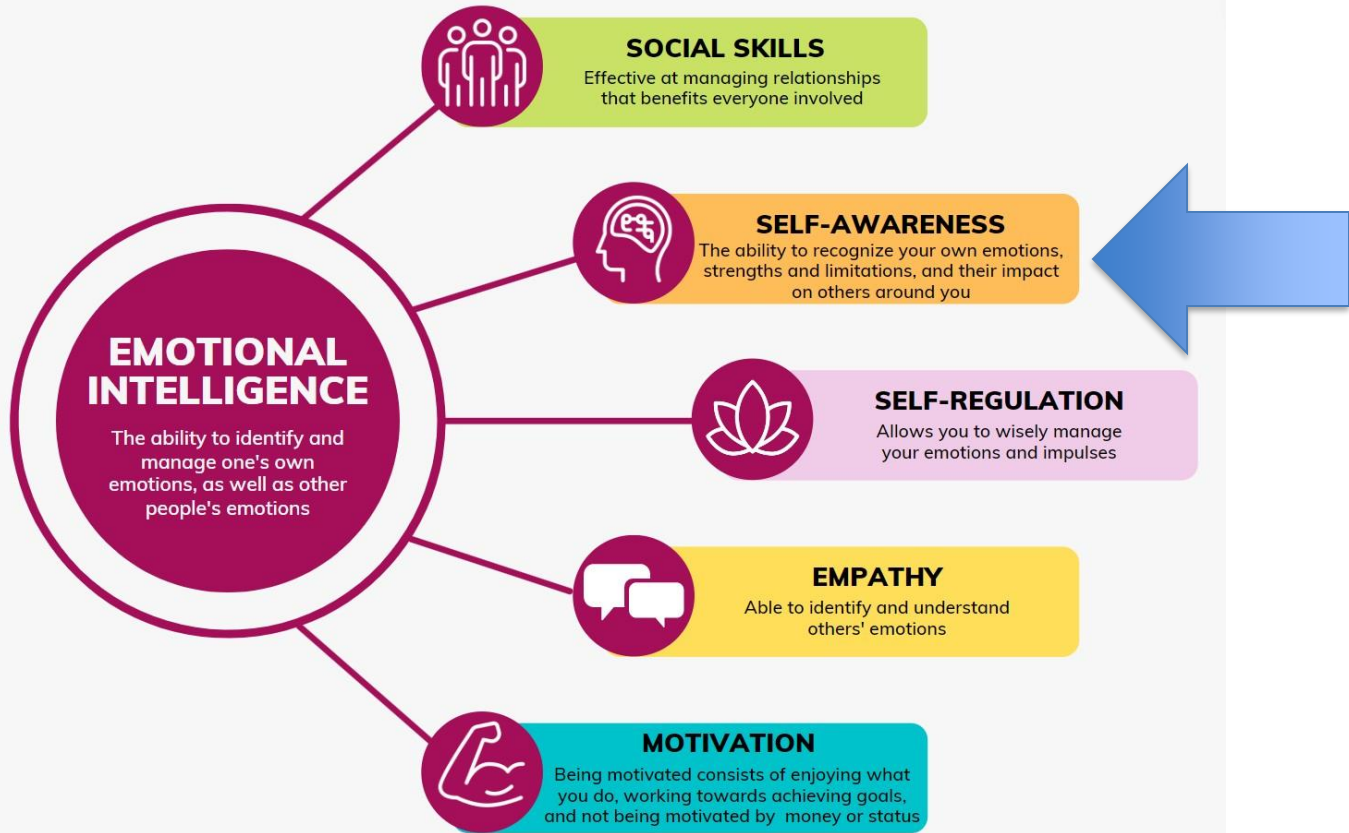 SOCIAL SKILLS
Effective at managing relationships
that benefits everyone involved
SELF-AWARENESS
The ability to recognize your own emotions,
strengths and limitations, and their impact
on others around you
EMOTIONAL
INTELLIGENCE
The ability to identify and
manage one's own
emotions, as well as other
people's emotions
SELF-REGULATION
Allows you to wisely manage
your emotions and impulses
EMPATHY
Able to identify and understand
others' emotions
MOTIVATION
Being motivated consists of enjoying what
you do, working towards achieving goals,
and not being motivated by money or status